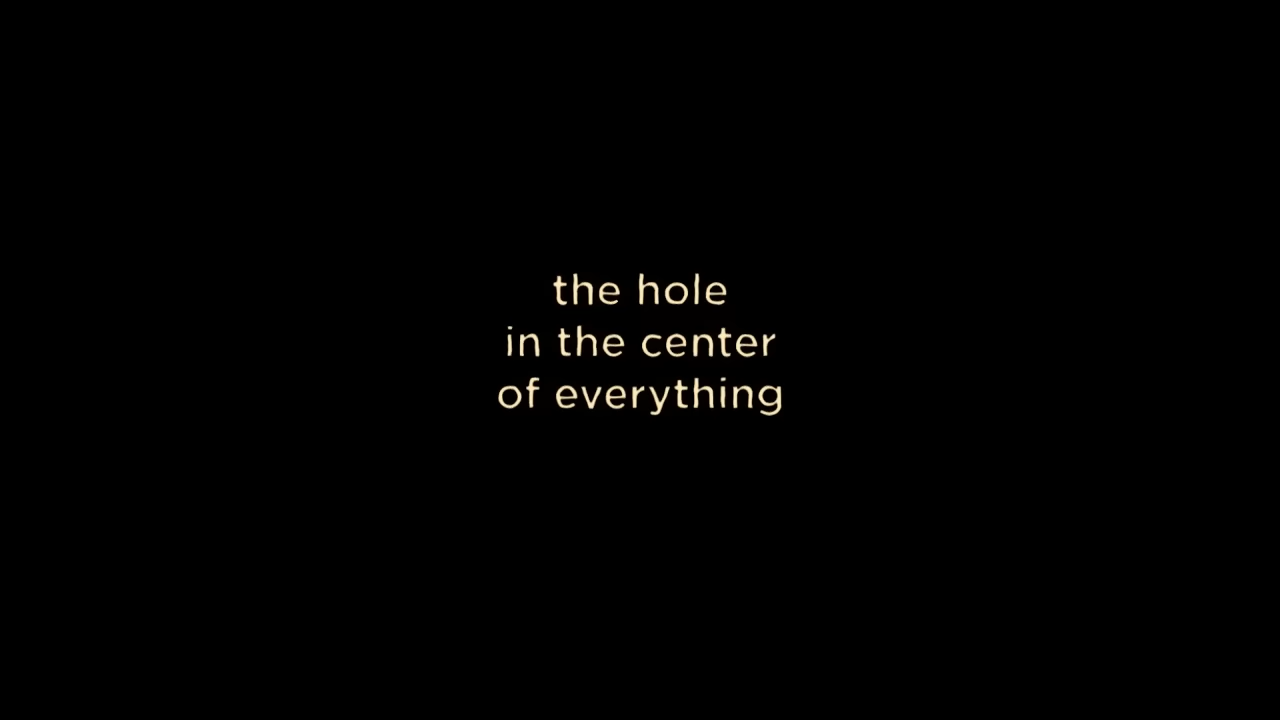 the hole
in the center
of everything